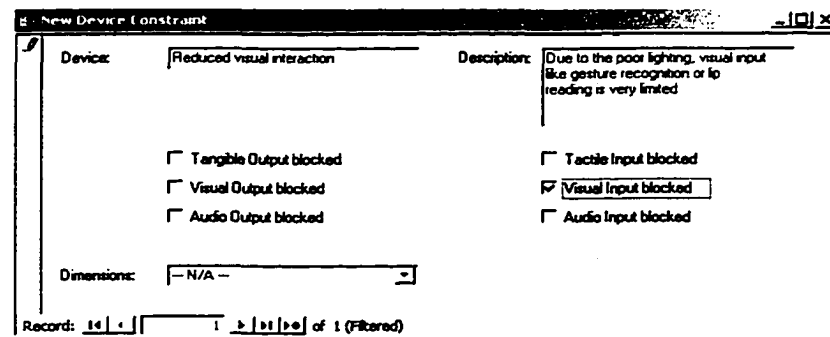 New Device Constraint
Device: Reduced visual interaction
Description: Due to the poor lighting, visual input
like gesture recognition or lip
reading is very limited
Tangible Output blocked
Tactile Input blocked
Visual Output blocked
Visual Input blocked
Audio Output blocked
Audio Input blocked
Dimensions: -- N/A --
Record: 1 of 1 (Filtered)